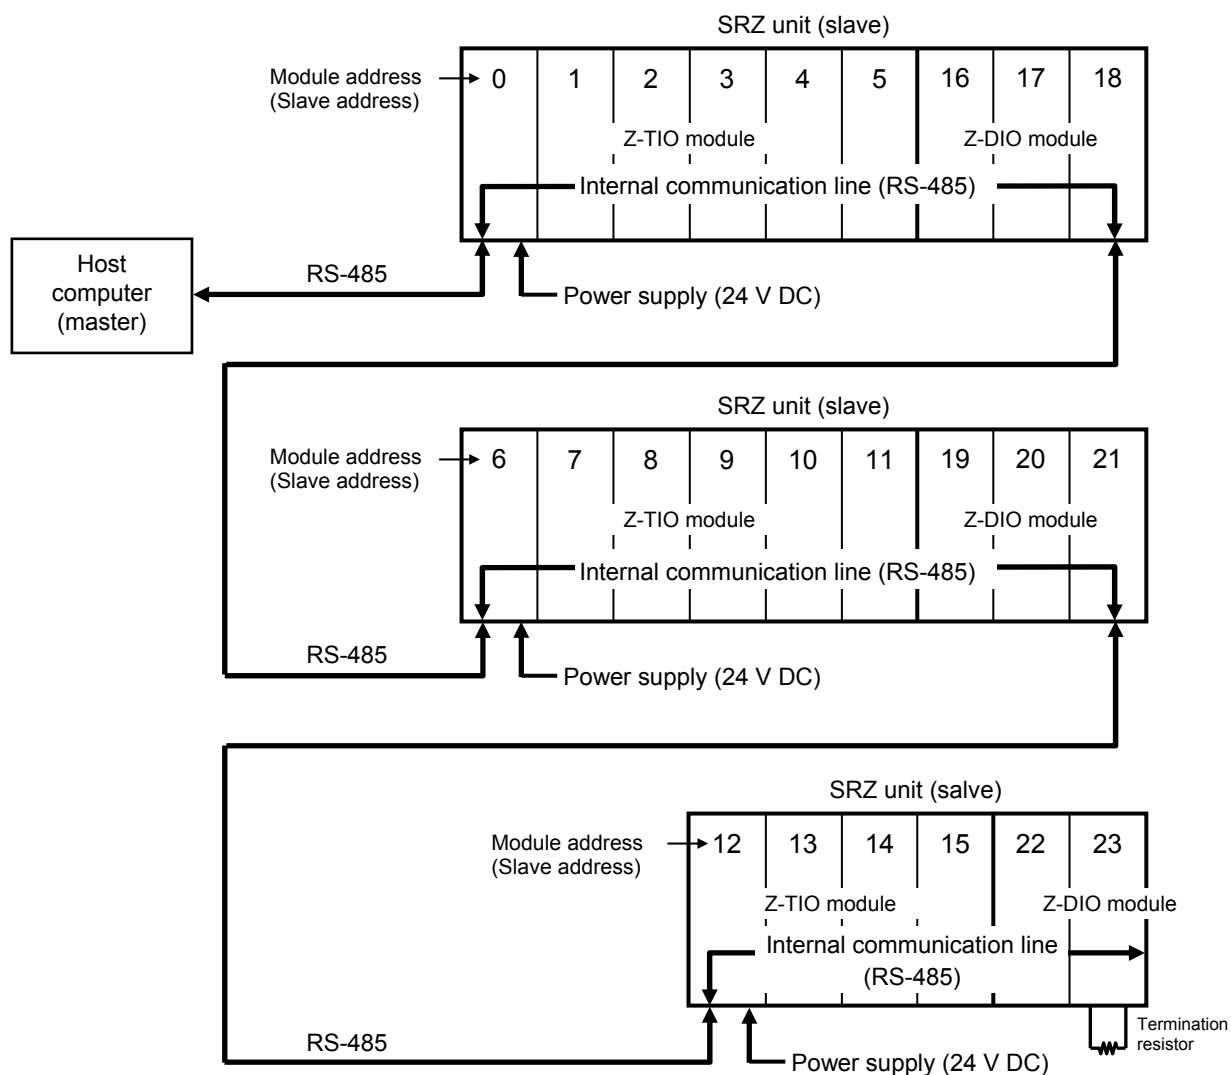 SRZ unit (slave)
Module address
(Slave address)
0 1 2 3 4 5 16 17 18
Z-TIO module Z-DIO module
Internal communication line (RS-485)
Host
computer
(master)
RS-485
Power supply (24 V DC)
SRZ unit (slave)
Module address
(Slave address)
6 7 8 9 10 11 19 20 21
Z-TIO module Z-DIO module
Internal communication line (RS-485)
RS-485
Power supply (24 V DC)
SRZ unit (salve)
Module address
(Slave address)
12 13 14 15 22 23
Z-TIO module Z-DIO module
Internal communication line
(RS-485)
Termination
resistor
RS-485
Power supply (24 V DC)